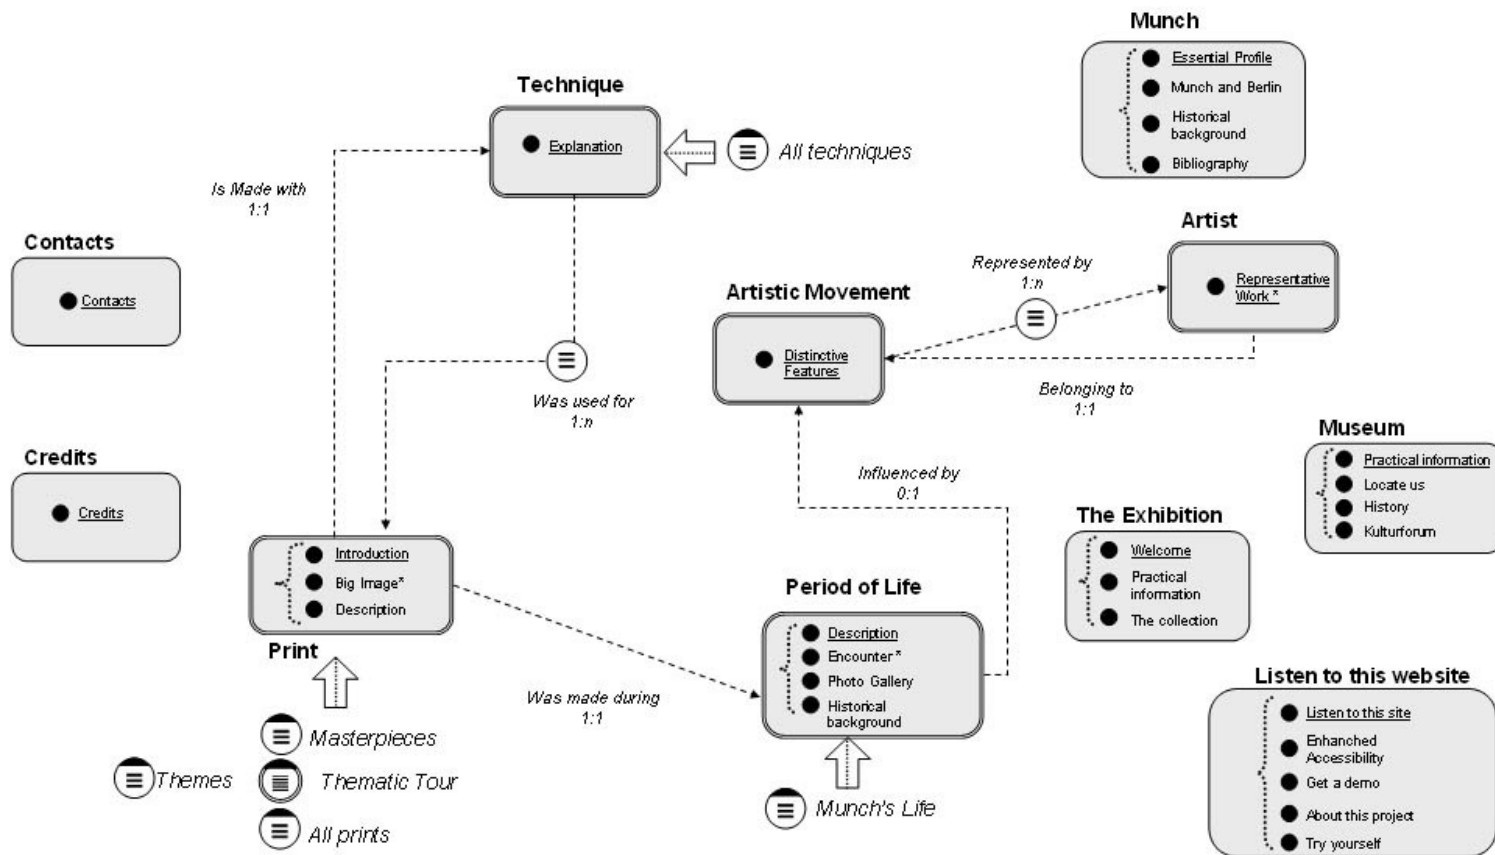 Munch
Essential Profile
Munch and Berlin
Historical
background
Bibliography
Technique
Explanation
All techniques
Is Made with
1:1
Contacts
Contacts
Artist
Representative
Work *
Represented by
1:n
Artistic Movement
Distinctive
Features
Belonging to
1:1
Was used for
1:n
Museum
Practical information
Locate us
History
Kulturforum
Credits
Credits
Influenced by
0:1
The Exhibition
Welcome
Practical
information
The collection
Introduction
Big Image*
Description
Print
Period of Life
Description
Encounter *
Photo Gallery
Historical
background
Was made during
1:1
Listen to this website
Listen to this site
Enhanched
Accessibility
Get a demo
About this project
Try yourself
Masterpieces
Themes
Thematic Tour
All prints
Munch's Life